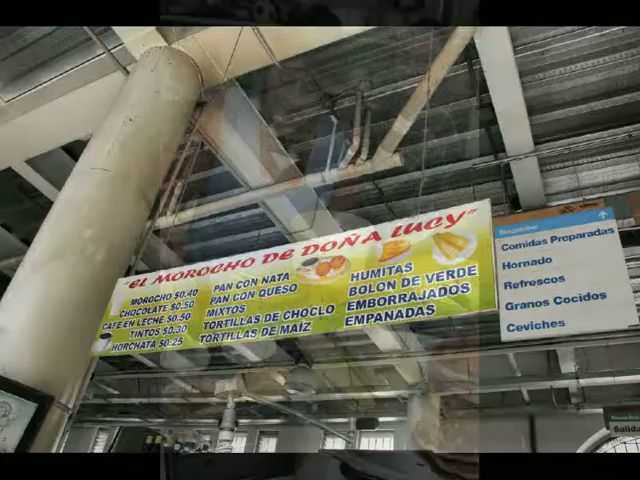 "EL MOROCHO DE DOÑA LUCY"
MOROCHO $0.40
CHOCOLATE $0.50
CAFE EN LECHE $0.50
TINTOS $0.30
HORCHATA $0.25
PAN CON NATA
PAN CON QUESO
MIXTOS
TORTILLAS DE CHOCLO
TORTILLAS DE MAÍZ
HUMITAS
BOLON DE VERDE
EMBORRAJADOS
EMPANADAS
Comidas Preparadas
Hornado
Refrescos
Granos Cocidos
Ceviches
Salida